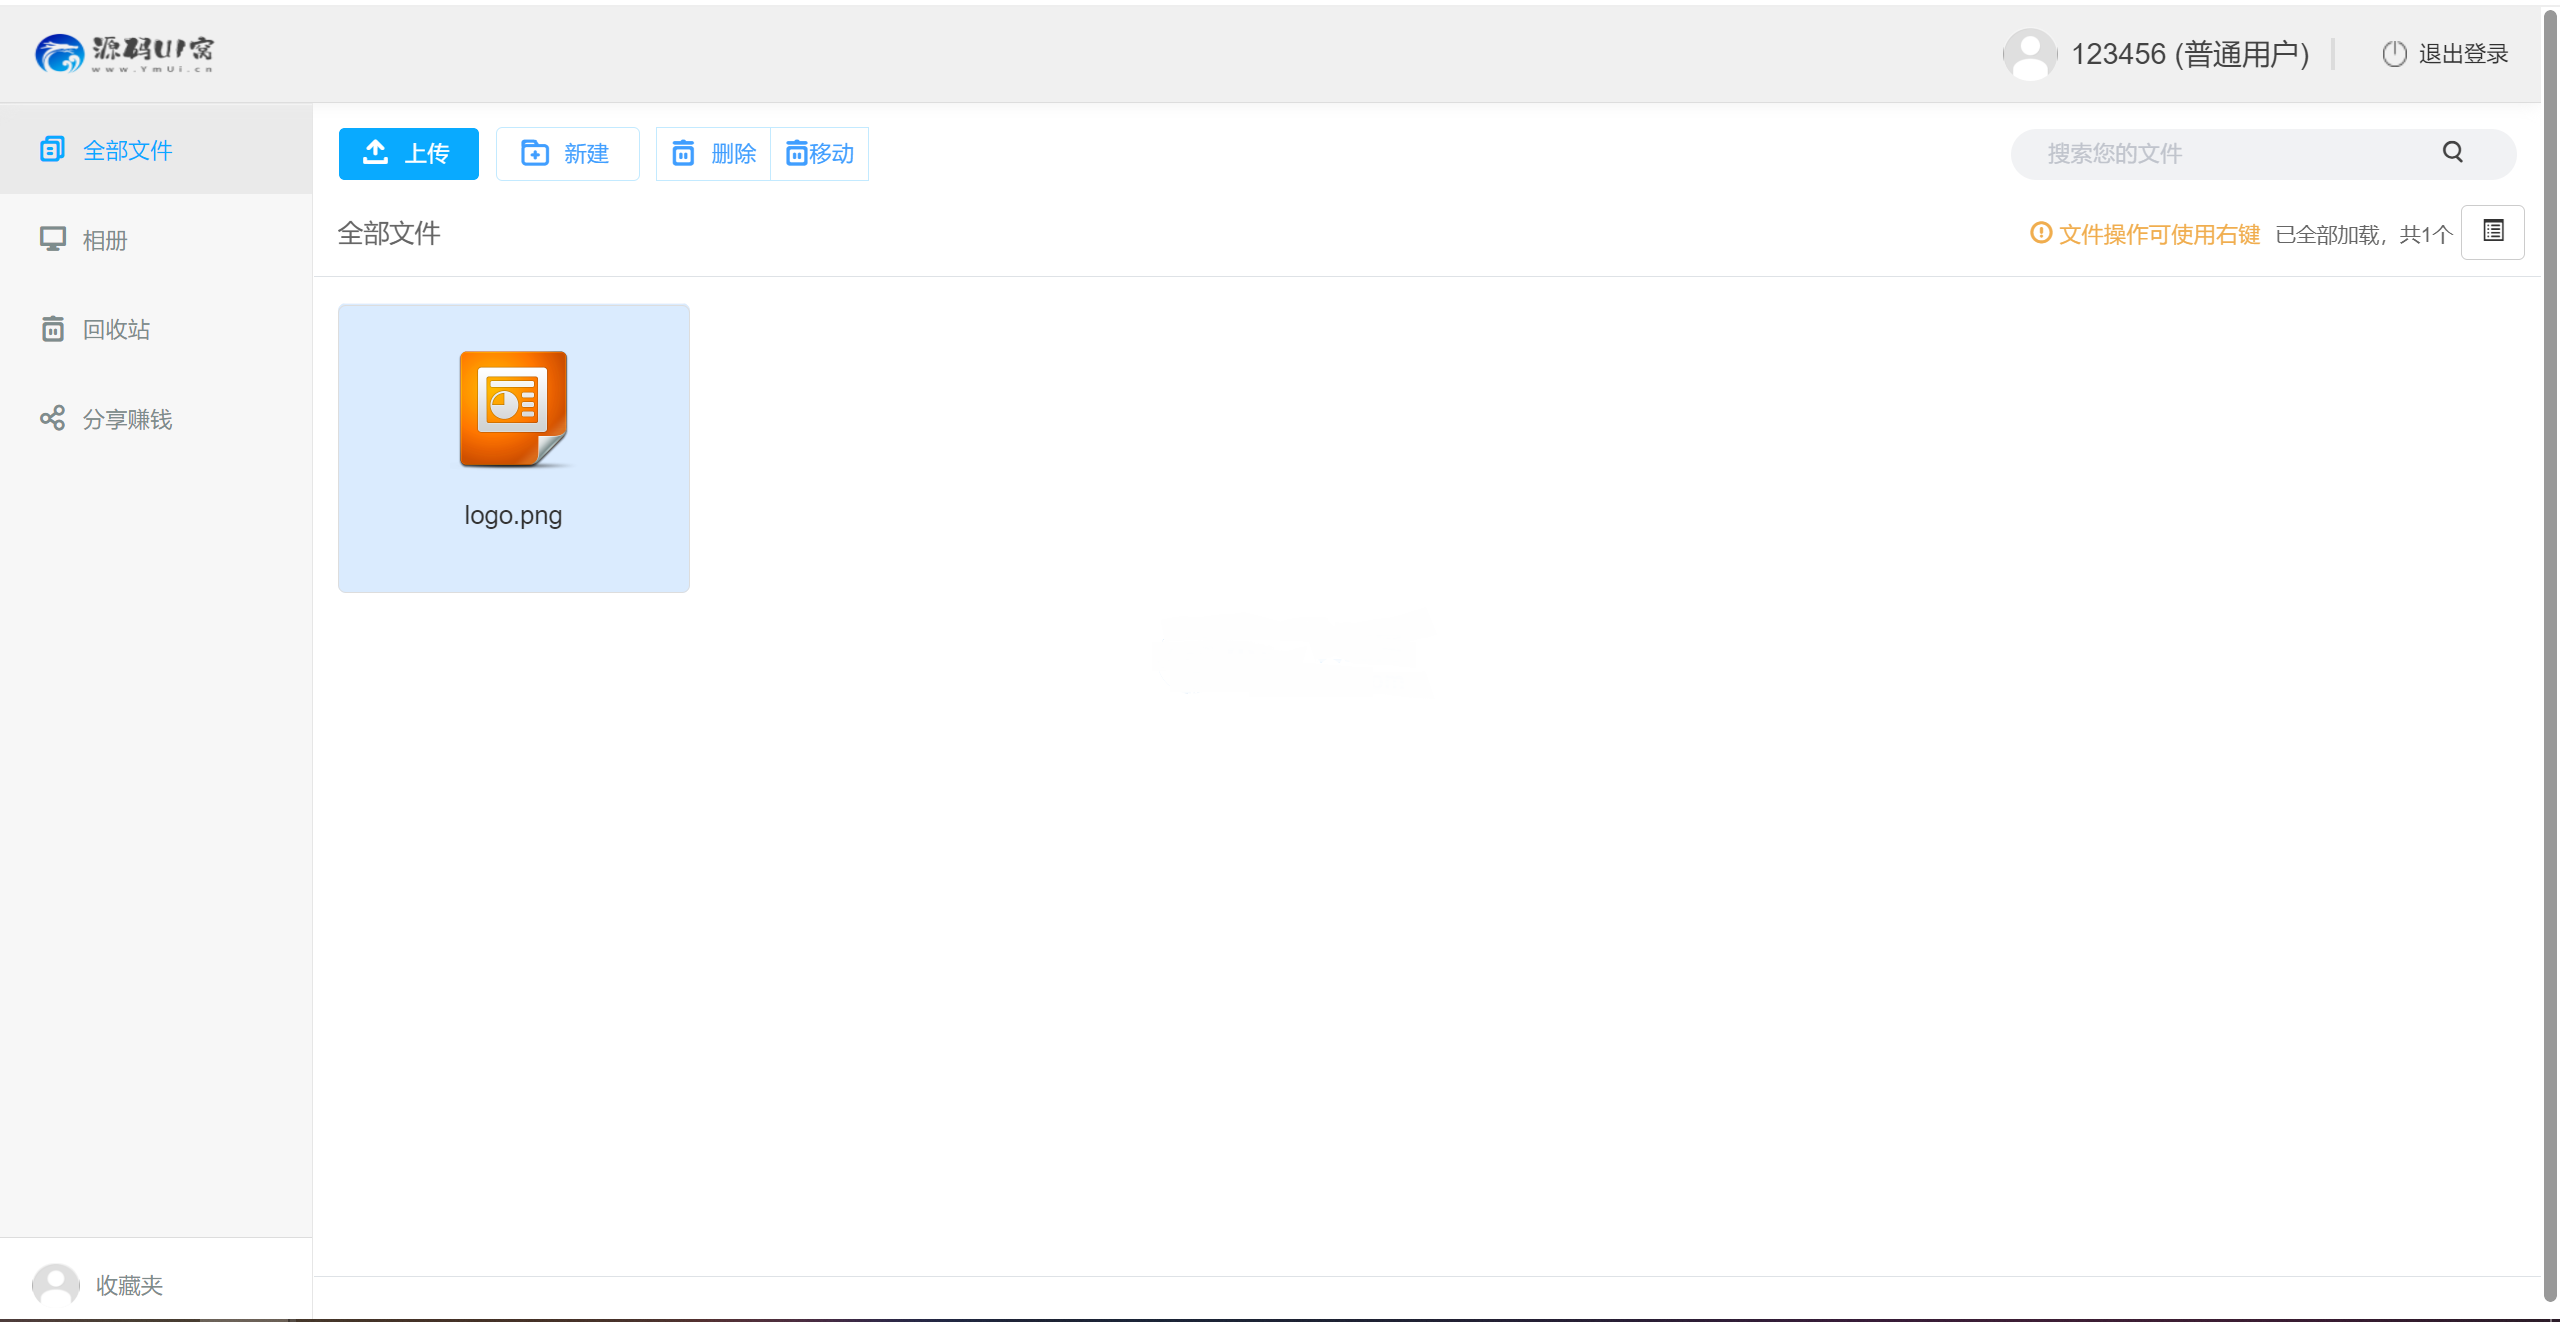 源码UI窝
www.YmUi.cn
123456 (普通用户)
退出登录
全部文件
相册
回收站
分享赚钱
收藏夹
上传
新建
删除
移动
搜索您的文件
全部文件
文件操作可使用右键
已全部加载，共1个
logo.png